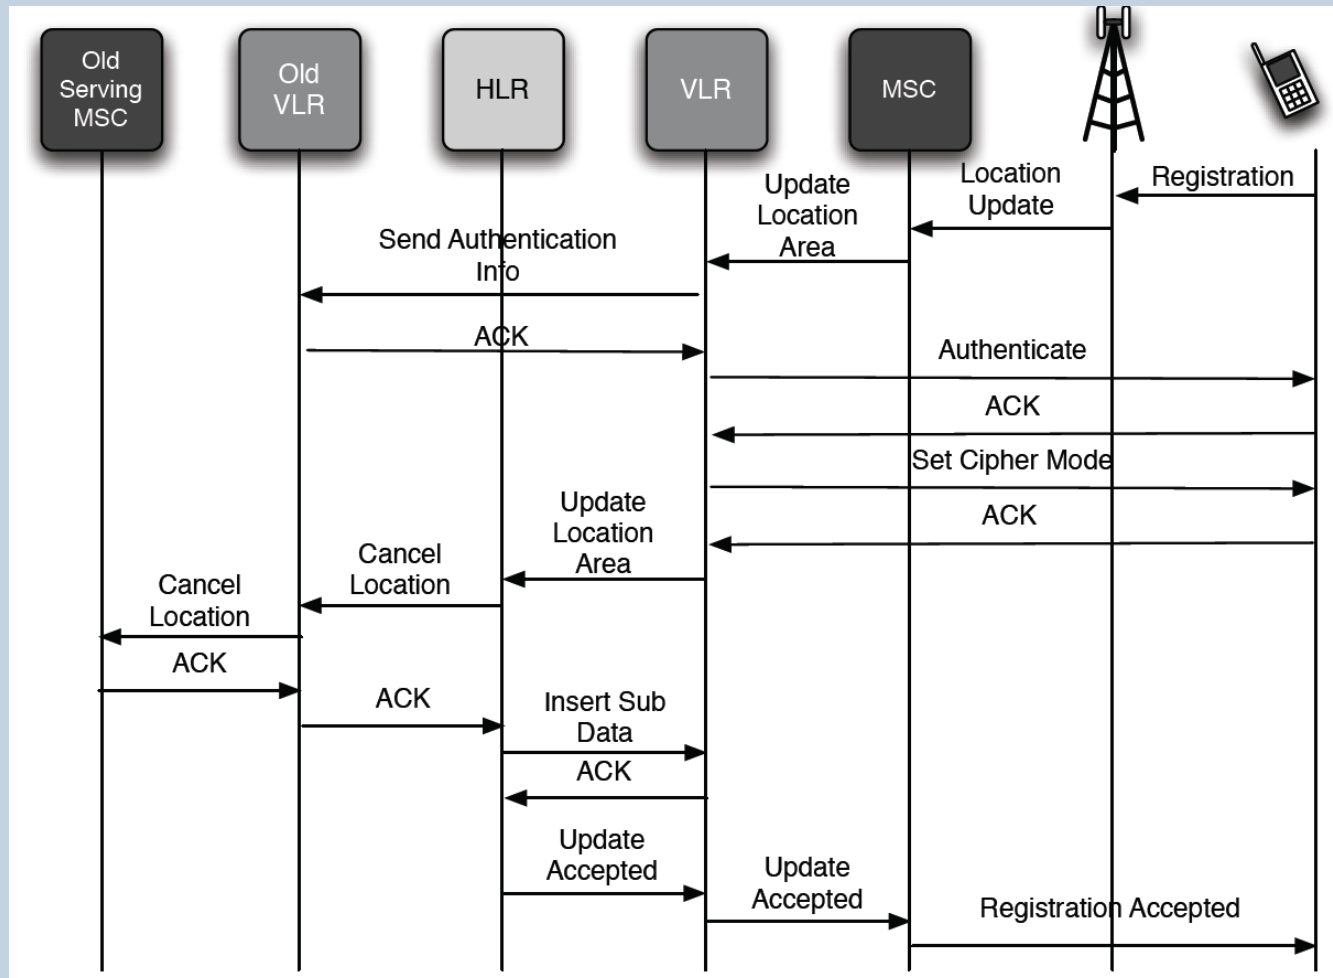 Old
Serving
MSC
Old
VLR
HLR
VLR
MSC
Registration
Location
Update
Update
Location
Area
Send Authentication
Info
ACK
Authenticate
ACK
Set Cipher Mode
ACK
Update
Location
Area
Cancel
Location
Cancel
Location
ACK
ACK
Insert Sub
Data
ACK
Update
Accepted
Update
Accepted
Registration Accepted